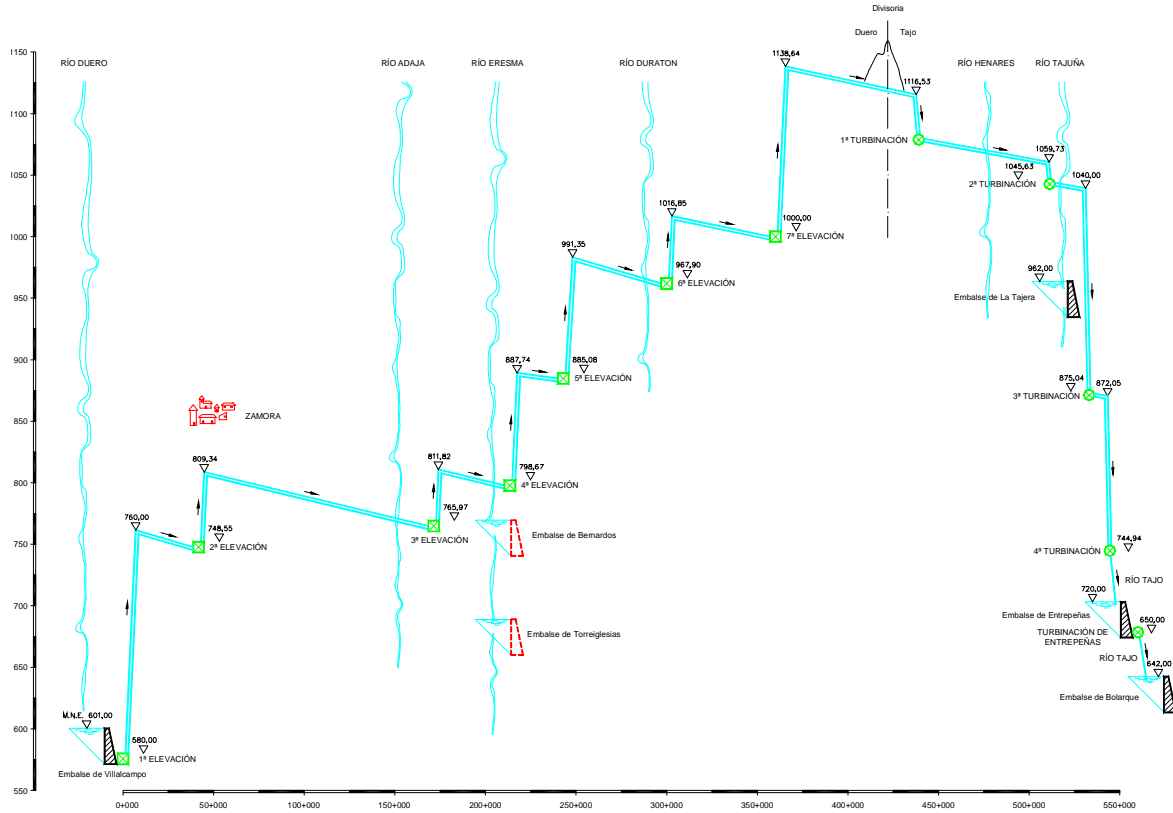 Divisoria
Duero Tajo
RÍO DUERO
RÍO ADAJA
RÍO ERESMA
RÍO DURATON
RÍO HENARES
RÍO TAJUÑA
1150
1100
1050
1000
950
900
850
800
750
700
650
600
550
1138,64
1116,53
1ª TURBINACIÓN
1059,73
1045,63
2ª TURBINACIÓN
1040,00
1016,85
1000,00
7ª ELEVACIÓN
991,35
967,90
6ª ELEVACIÓN
962,00
Embalse de La Tajera
887,74
885,08
5ª ELEVACIÓN
875,04
872,05
3ª TURBINACIÓN
ZAMORA
809,34
811,82
798,67
4ª ELEVACIÓN
760,00
748,55
2ª ELEVACIÓN
765,97
3ª ELEVACIÓN
Embalse de Bernardos
744,94
4ª TURBINACIÓN
RÍO TAJO
720,00
Embalse de Entrepeñas
Embalse de Torreiglesias
650,00
TURBINACIÓN DE
ENTREPEÑAS
RÍO TAJO
642,00
Embalse de Bolarque
M.N.E. 601,00
580,00
1ª ELEVACIÓN
Embalse de Villalcampo
0+000 50+000 100+000 150+000 200+000 250+000 300+000 350+000 400+000 450+000 500+000 550+000